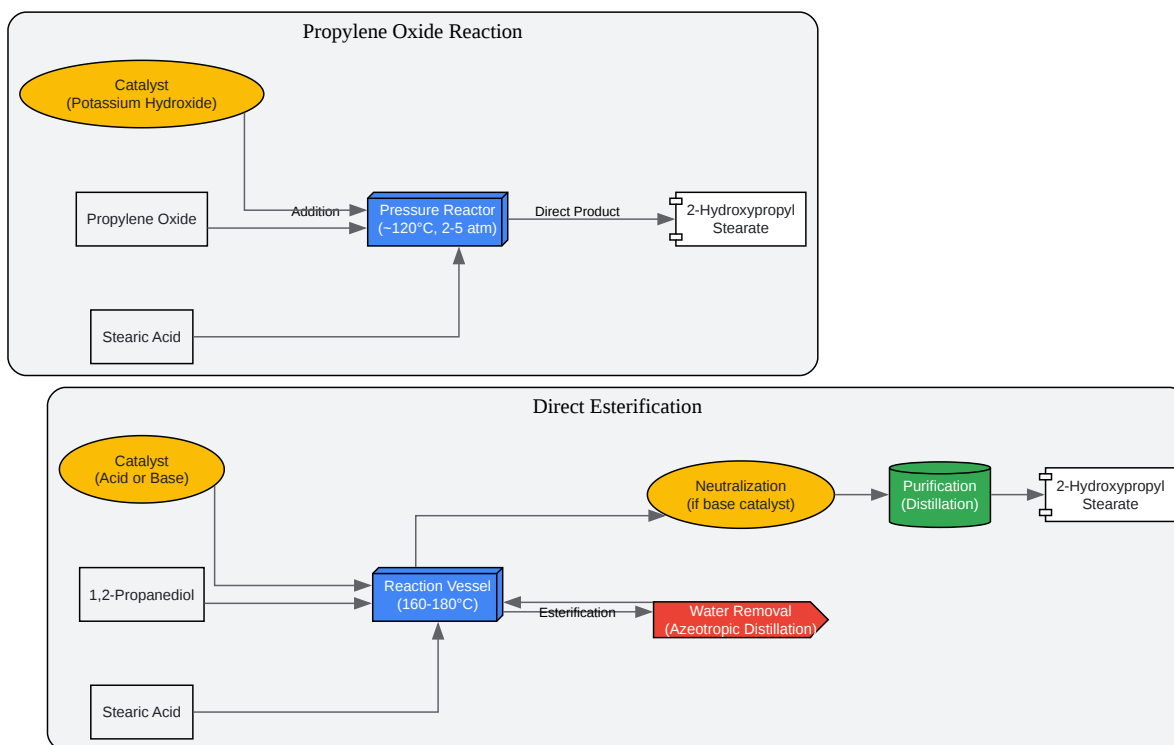 Propylene Oxide Reaction
Catalyst
(Potassium Hydroxide)
Propylene Oxide
Addition
Pressure Reactor
(~120°C, 2-5 atm)
Direct Product
2-Hydroxypropyl
Stearate
Stearic Acid
Direct Esterification
Catalyst
(Acid or Base)
Neutralization
(if base catalyst)
Purification
(Distillation)
2-Hydroxypropyl
Stearate
1,2-Propanediol
Reaction Vessel
(160-180°C)
Esterification
Water Removal
(Azeotropic Distillation)
Stearic Acid